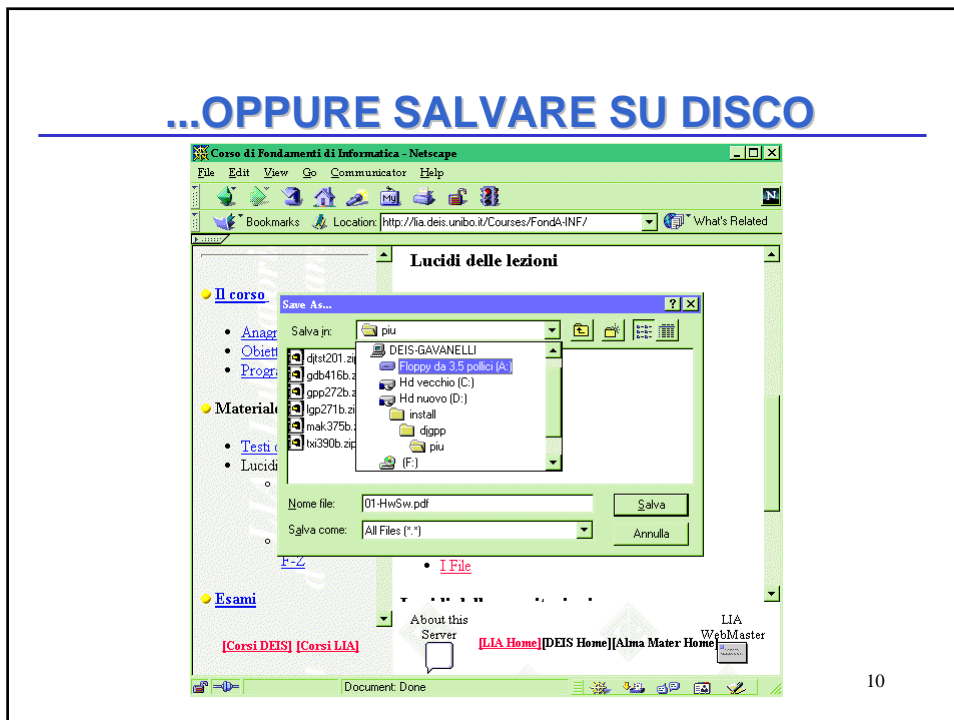 ...OPPURE SALVARE SU DISCO
Corso di Fondamenti di Informatica - Netscape
File Edit View Go Communicator Help
My
N
Bookmarks Location: http://lia.deis.unibo.it/Courses/FondA-INF/ What's Related
Lucidi delle lezioni
Il corso
Save As...
Salva in: piu
Anagr
Obiett
Progr
djtst201.zip
gdb416b.z
gpp272b.z
lgp271b.zi
mak375b.z
txi390b.zip
DEIS-GAVANELLI
Floppy da 3,5 pollici (A:)
Hd vecchio (C:)
Hd nuovo (D:)
install
djgpp
piu
(F:)
Materiale
Testi
Lucidi
Nome file: 01-HwSw.pdf Salva
Salva come: All Files (*.*) Annulla
F-Z
I File
Esami
About this
Server
LIA
WebMaster
[Corsi DEIS] [Corsi LIA]
[LIA Home][DEIS Home][Alma Mater Home]
Document: Done
10